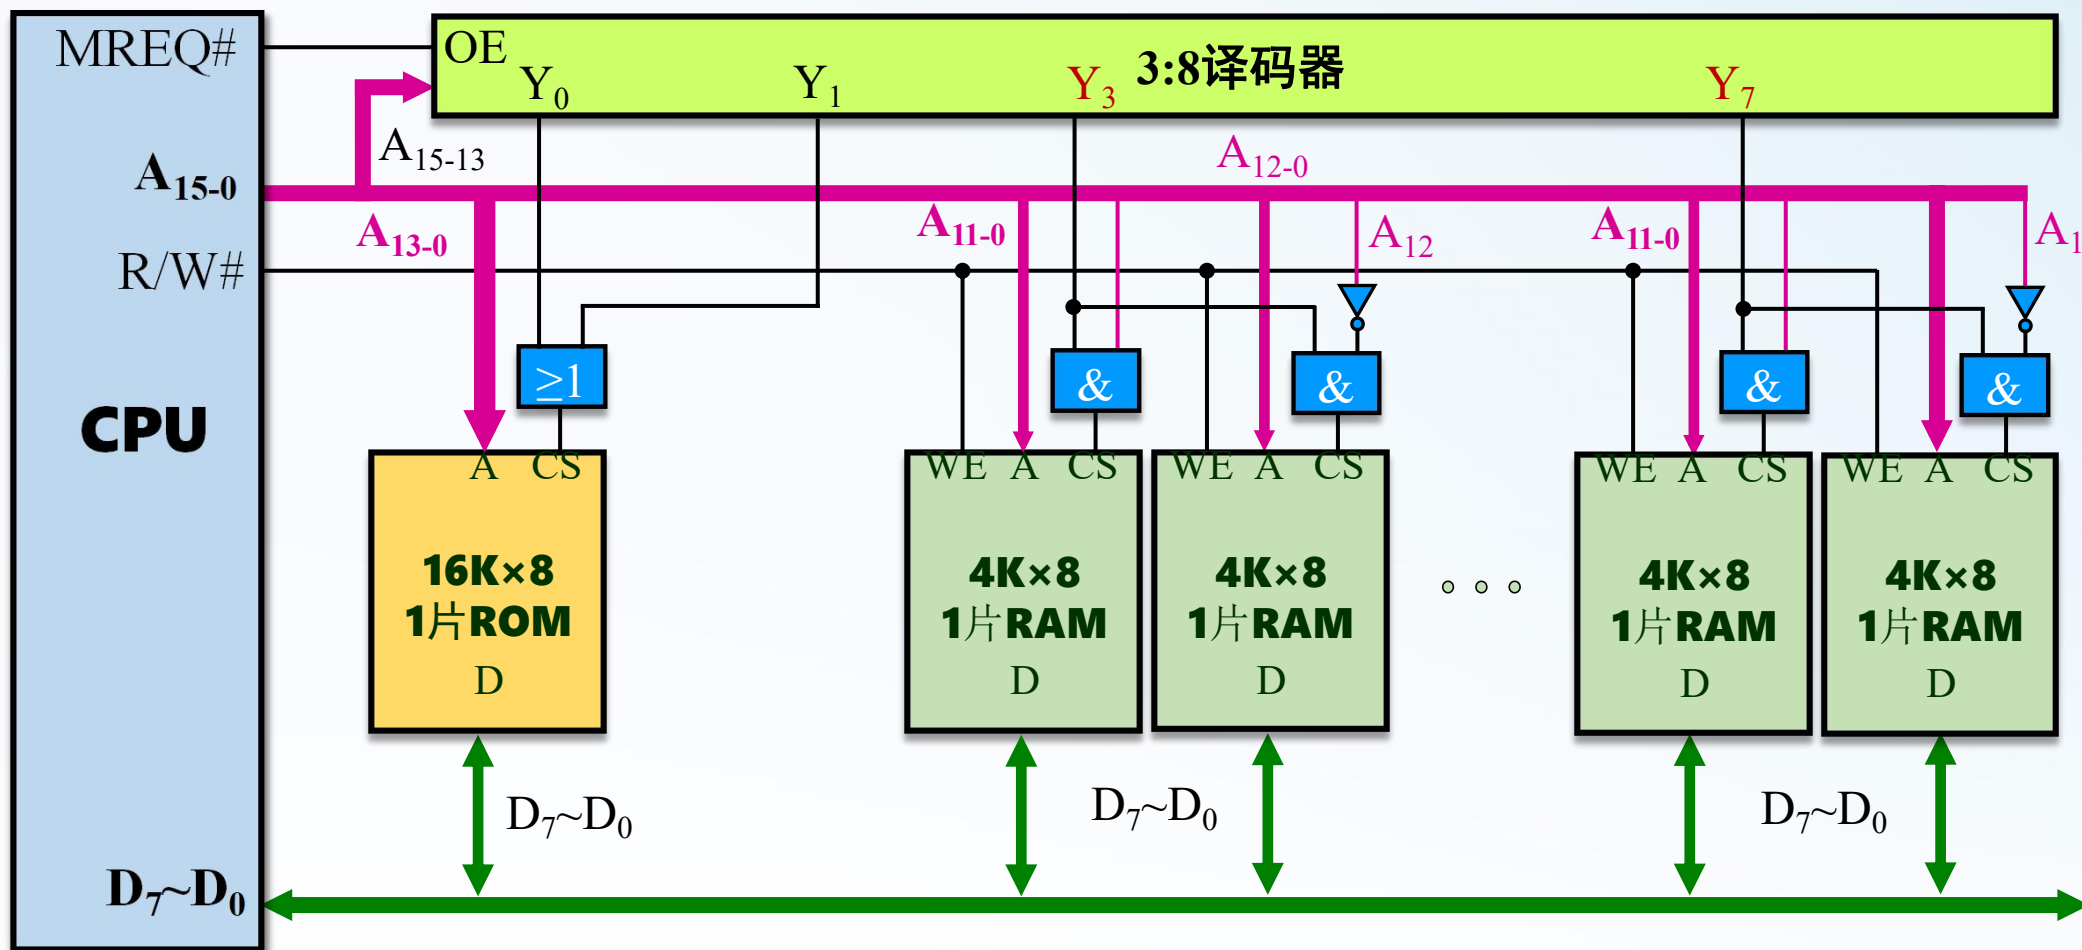 MREQ#
OE
Y0
Y1
Y3
3:8译码器
Y7
A15-13
A12-0
A15-0
A13-0
A11-0
A12
A11-0
A1
R/W#
≥1
&
&
&
&
CPU
A CS
WE A CS
WE A CS
WE A CS
WE A CS
16K×8
1片ROM
D
4K×8
1片RAM
D
4K×8
1片RAM
D
4K×8
1片RAM
D
4K×8
1片RAM
D
D7~D0
D7~D0
D7~D0
D7~D0